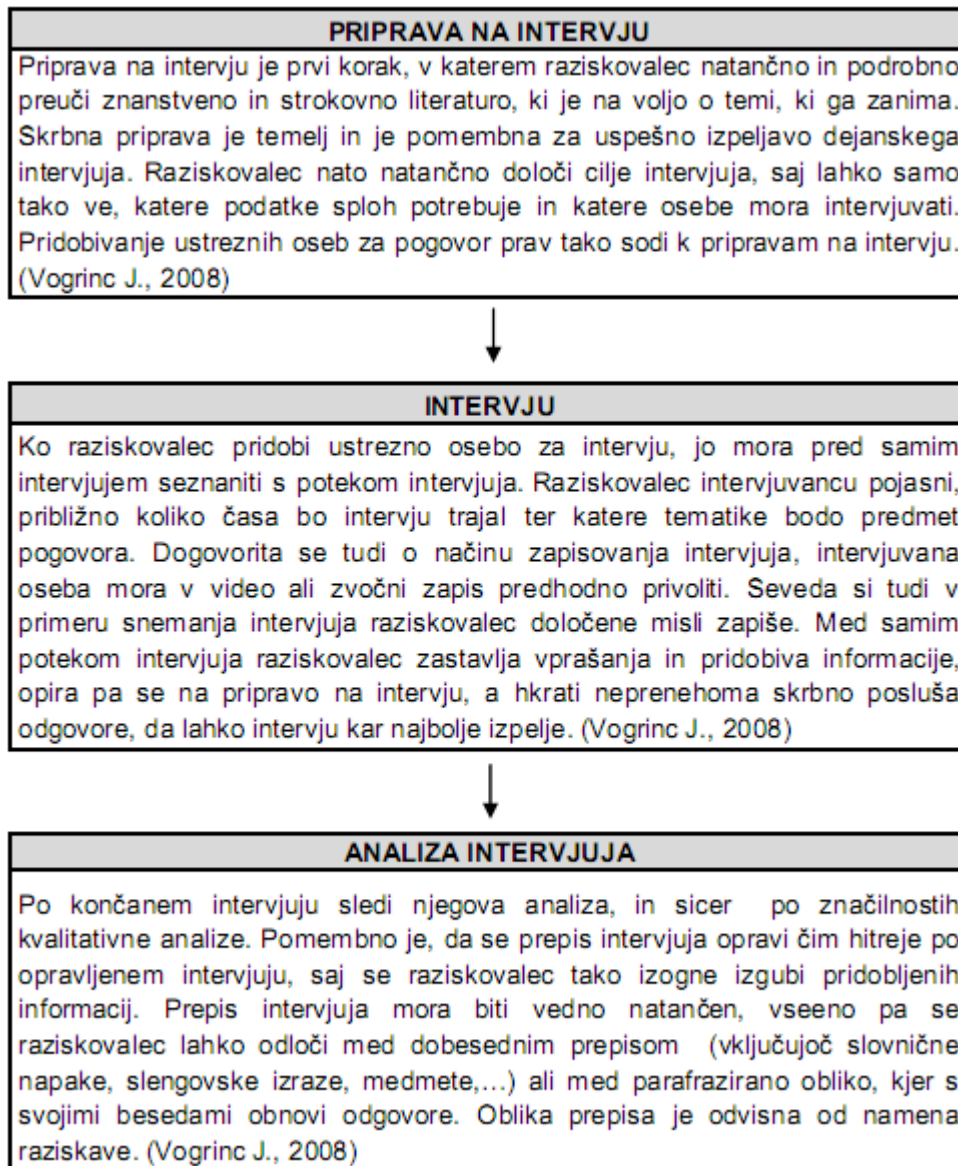 PRIPRAVA NA INTERVJU
Priprava na intervju je prvi korak, v katerem raziskovalec natančno in podrobno
preuči znanstveno in strokovno literaturo, ki je na voljo o temi, ki ga zanima.
Skrbna priprava je temelj in je pomembna za uspešno izpeljavo dejanskega
intervjuja. Raziskovalec nato natančno določi cilje intervjuja, saj lahko samo
tako ve, katere podatke sploh potrebuje in katere osebe mora intervjuvati.
Pridobivanje ustreznih oseb za pogovor prav tako sodi k pripravam na intervju.
(Vogrinc J., 2008)
INTERVJU
Ko raziskovalec pridobi ustrezno osebo za intervju, jo mora pred samim
intervjujem seznaniti s potekom intervjuja. Raziskovalec intervjuvancu pojasni,
približno koliko časa bo intervju trajal ter katere tematike bodo predmet
pogovora. Dogovorita se tudi o načinu zapisovanja intervjuja, intervjuvana
oseba mora v video ali zvočni zapis predhodno privoliti. Seveda si tudi v
primeru snemanja intervjuja raziskovalec določene misli zapiše. Med samim
potekom intervjuja raziskovalec zastavlja vprašanja in pridobiva informacije,
opira pa se na pripravo na intervju, a hkrati neprenehoma skrbno posluša
odgovore, da lahko intervju kar najbolje izpelje. (Vogrinc J., 2008)
ANALIZA INTERVJUJA
Po končanem intervjuju sledi njegova analiza, in sicer po značilnostih
kvalitativne analize. Pomembno je, da se prepis intervjuja opravi čim hitreje po
opravljenem intervjuju, saj se raziskovalec tako izogne izgubi pridobljenih
informacij. Prepis intervjuja mora biti vedno natančen, vseeno pa se
raziskovalec lahko odloči med dobesednim prepisom (vključujoč slovnične
napake, slengovske izraze, medmete,...) ali med parafrazirano obliko, kjer s
svojimi besedami obnovi odgovore. Oblika prepisa je odvisna od namena
raziskave. (Vogrinc J., 2008)